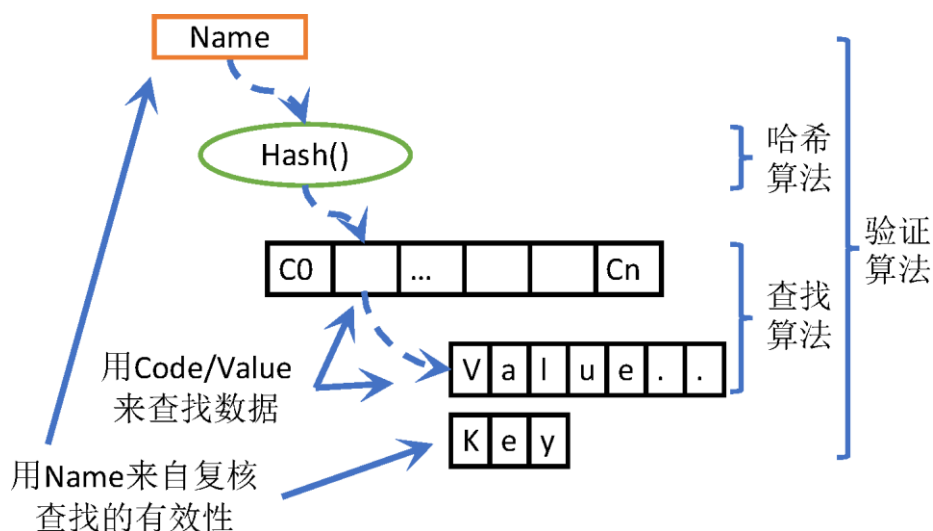 Name
Hash()
哈希
算法
C0 ... Cn
验证
算法
查找
算法
Value..
用Code/Value
来查找数据
Key
用Name来自复核
查找的有效性